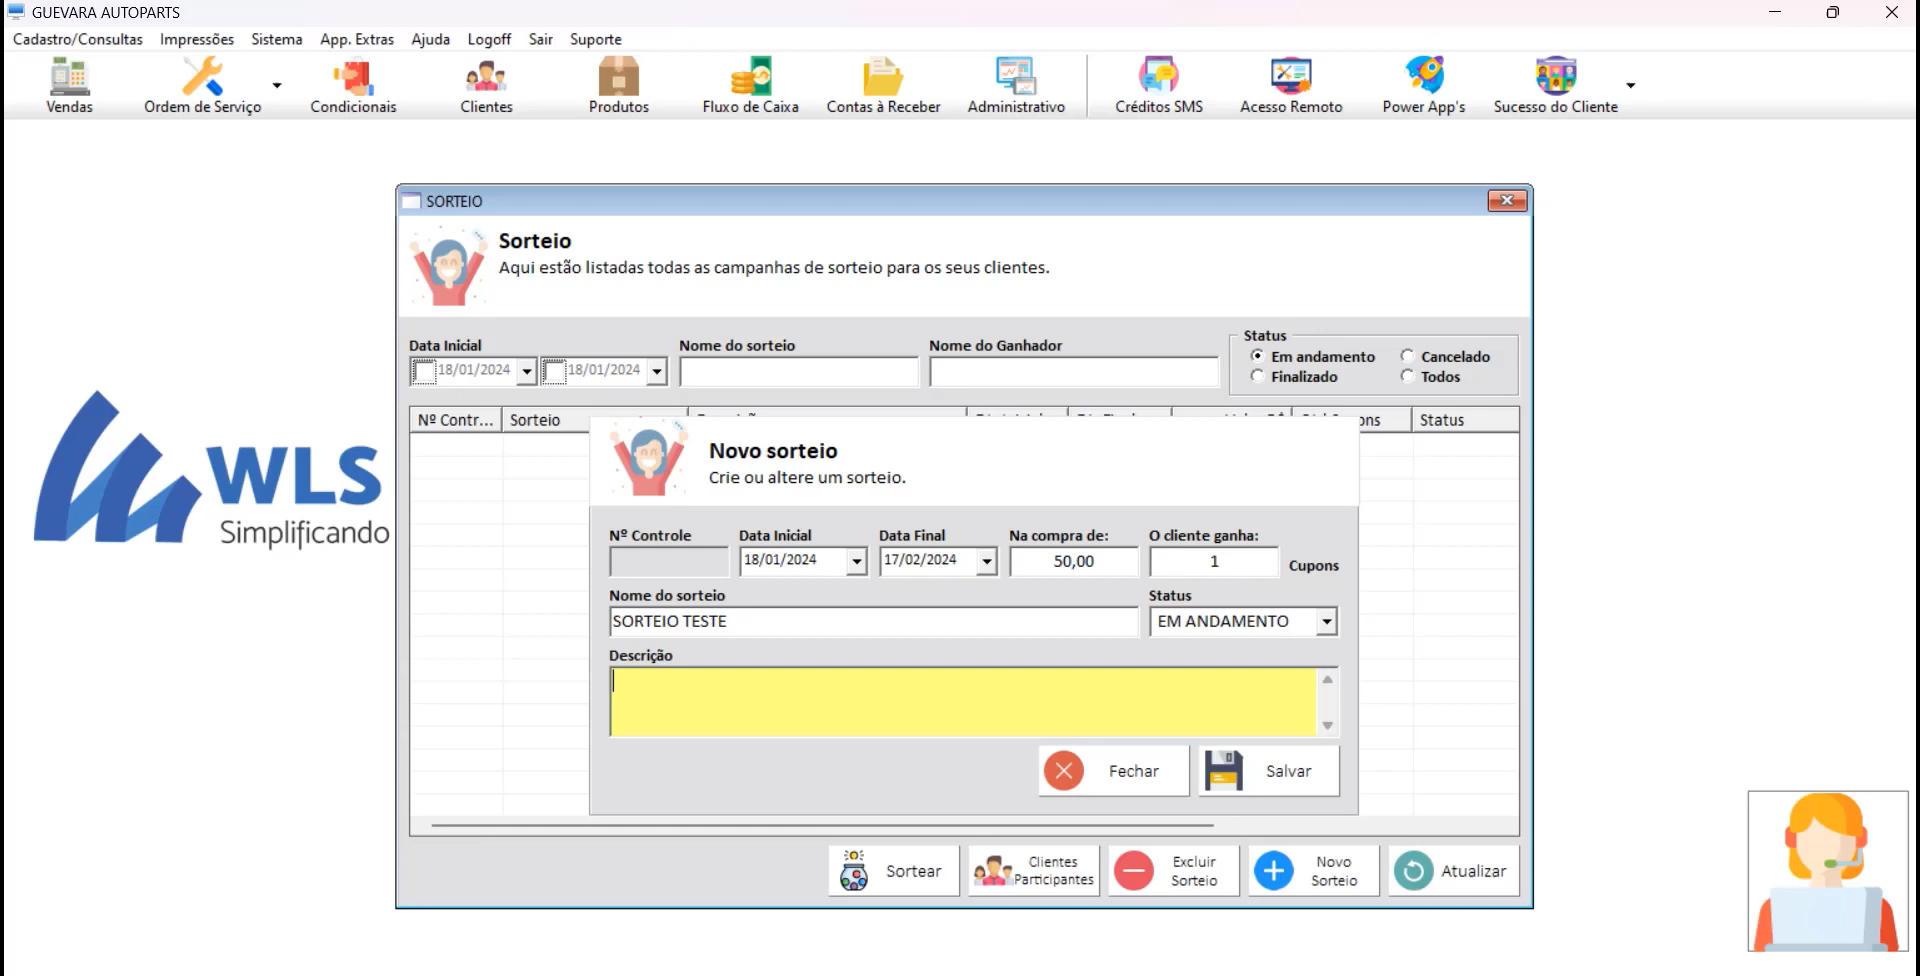 GUEVARA AUTOPARTS
Cadastro/Consultas Impressões Sistema App. Extras Ajuda Logoff Sair Suporte
Vendas Ordem de Serviço Condicionais Clientes Produtos Fluxo de Caixa Contas à Receber Administrativo Créditos SMS Acesso Remoto Power App's Sucesso do Cliente
SORTEIO
Sorteio
Aqui estão listadas todas as campanhas de sorteio para os seus clientes.
Data Inicial Nome do sorteio Nome do Ganhador Status
18/01/2024 18/01/2024 Em andamento Cancelado
Finalizado Todos
Nº Contr... Sorteio Status
Novo sorteio
Crie ou altere um sorteio.
Nº Controle Data Inicial Data Final Na compra de: O cliente ganha:
18/01/2024 17/02/2024 50,00 1 Cupons
Nome do sorteio Status
SORTEIO TESTE EM ANDAMENTO
Descrição
Fechar Salvar
Sortear Clientes Participantes Excluir Sorteio Novo Sorteio Atualizar
WLS
Simplificando